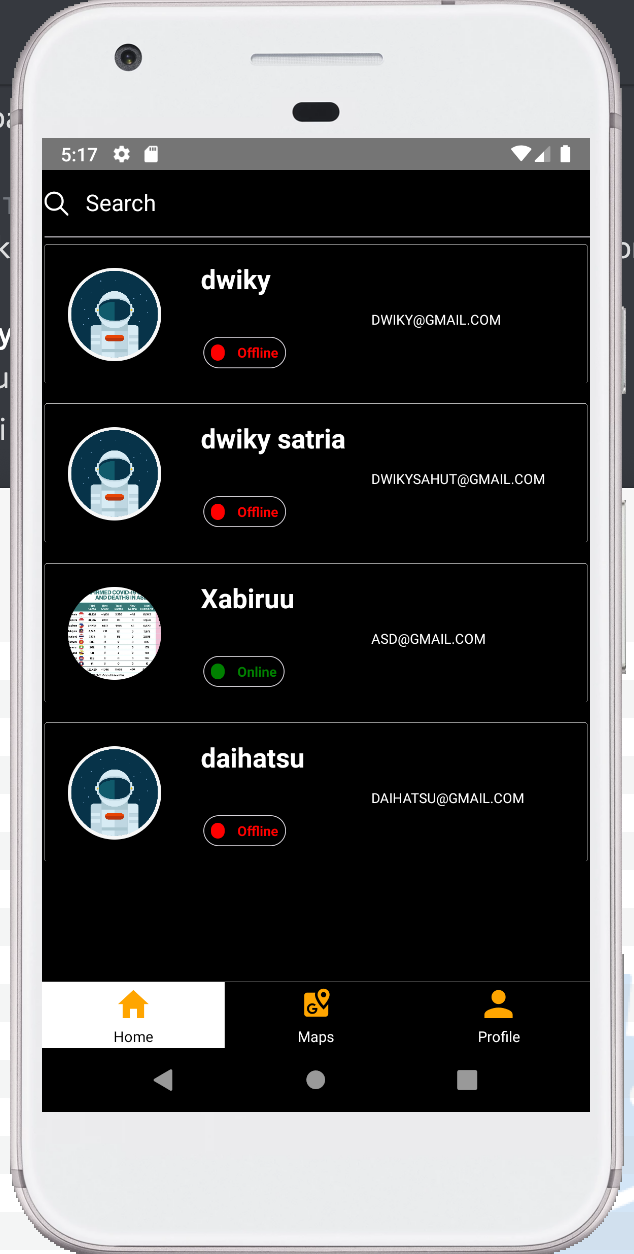 5:17
Search
dwiky
DWIKY@GMAIL.COM
Offline
dwiky satria
DWIKYSAHUT@GMAIL.COM
Offline
Xabiruu
ASD@GMAIL.COM
Online
daihatsu
DAIHATSU@GMAIL.COM
Offline
Home
Maps
Profile